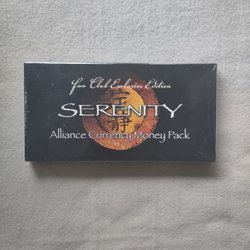 Fan Club Exclusive Edition
SERENITY
Alliance Currency Money Pack